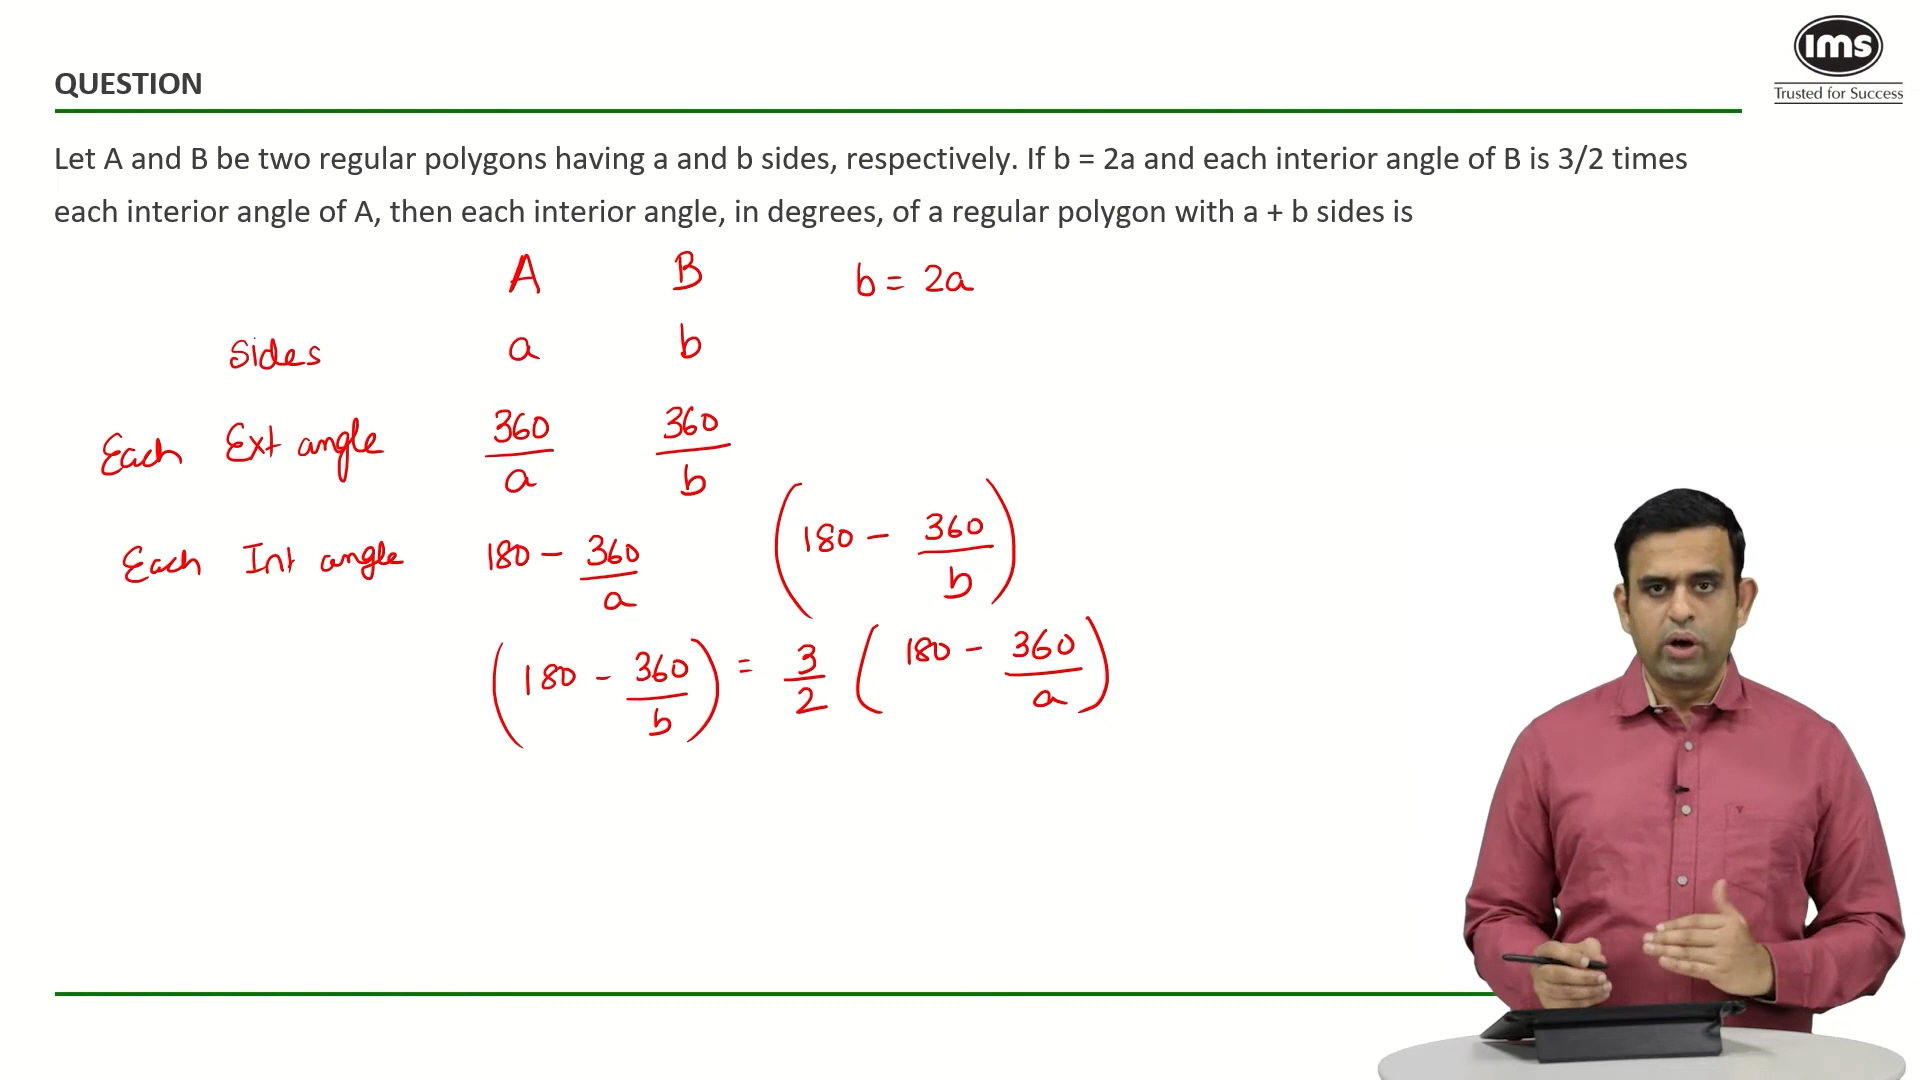 ims
Trusted for Success
QUESTION
Let A and B be two regular polygons having a and b sides, respectively. If b = 2a and each interior angle of B is 3/2 times
each interior angle of A, then each interior angle, in degrees, of a regular polygon with a + b sides is
A B b = 2a
Sides a b
Each Ext angle 360/a 360/b
Each Int angle 180 - 360/a (180 - 360/b)
(180 - 360/b) = 3/2 (180 - 360/a)